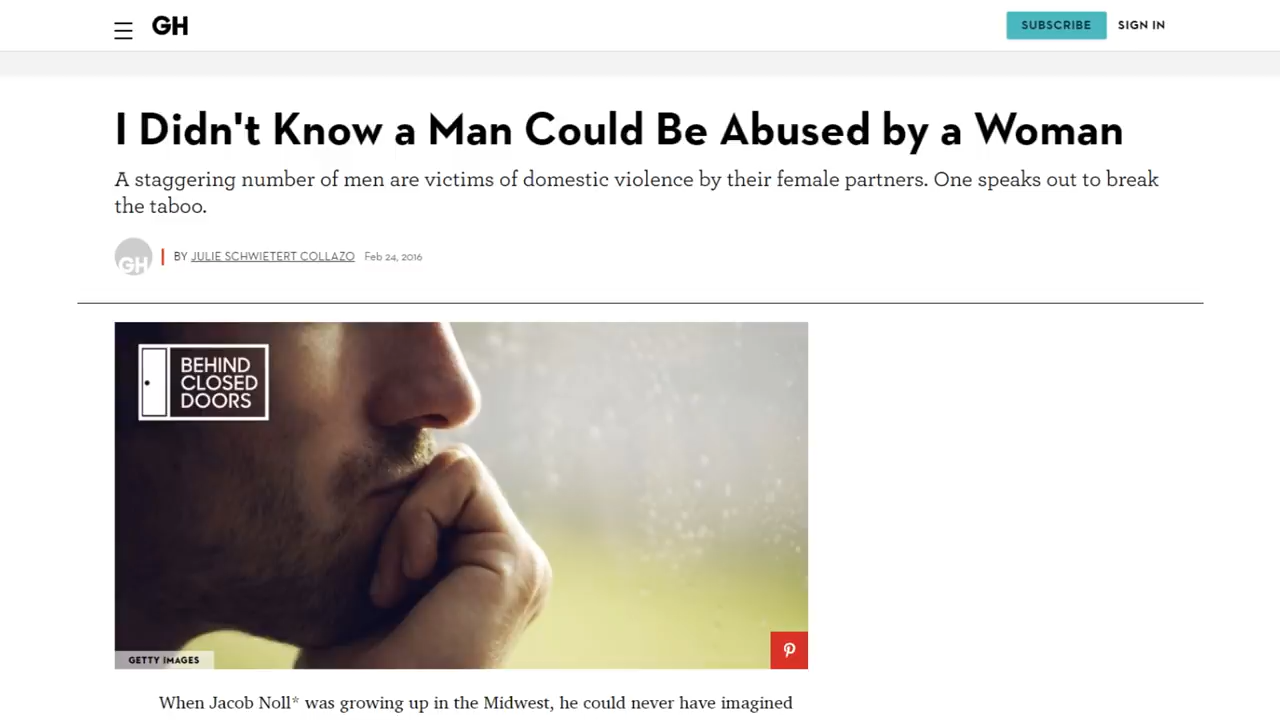 GH
SUBSCRIBE
SIGN IN
I Didn't Know a Man Could Be Abused by a Woman
A staggering number of men are victims of domestic violence by their female partners. One speaks out to break
the taboo.
GH
BY JULIE SCHWIETERT COLLAZO Feb 24, 2016
BEHIND
CLOSED
DOORS
GETTY IMAGES
When Jacob Noll* was growing up in the Midwest, he could never have imagined